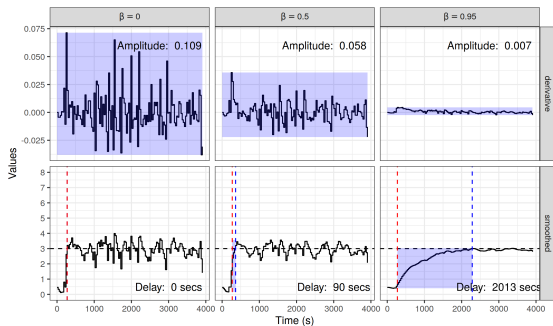 β = 0 β = 0.5 β = 0.95
Amplitude: 0.109 Amplitude: 0.058 Amplitude: 0.007
0.075
0.050
0.025
0.000
-0.025
derivative
Values
8
7
6
5
4
3
2
1
0
smoothed
Delay: 0 secs Delay: 90 secs Delay: 2013 secs
0 1000 2000 3000 4000 0 1000 2000 3000 4000 0 1000 2000 3000 4000
Time (s)